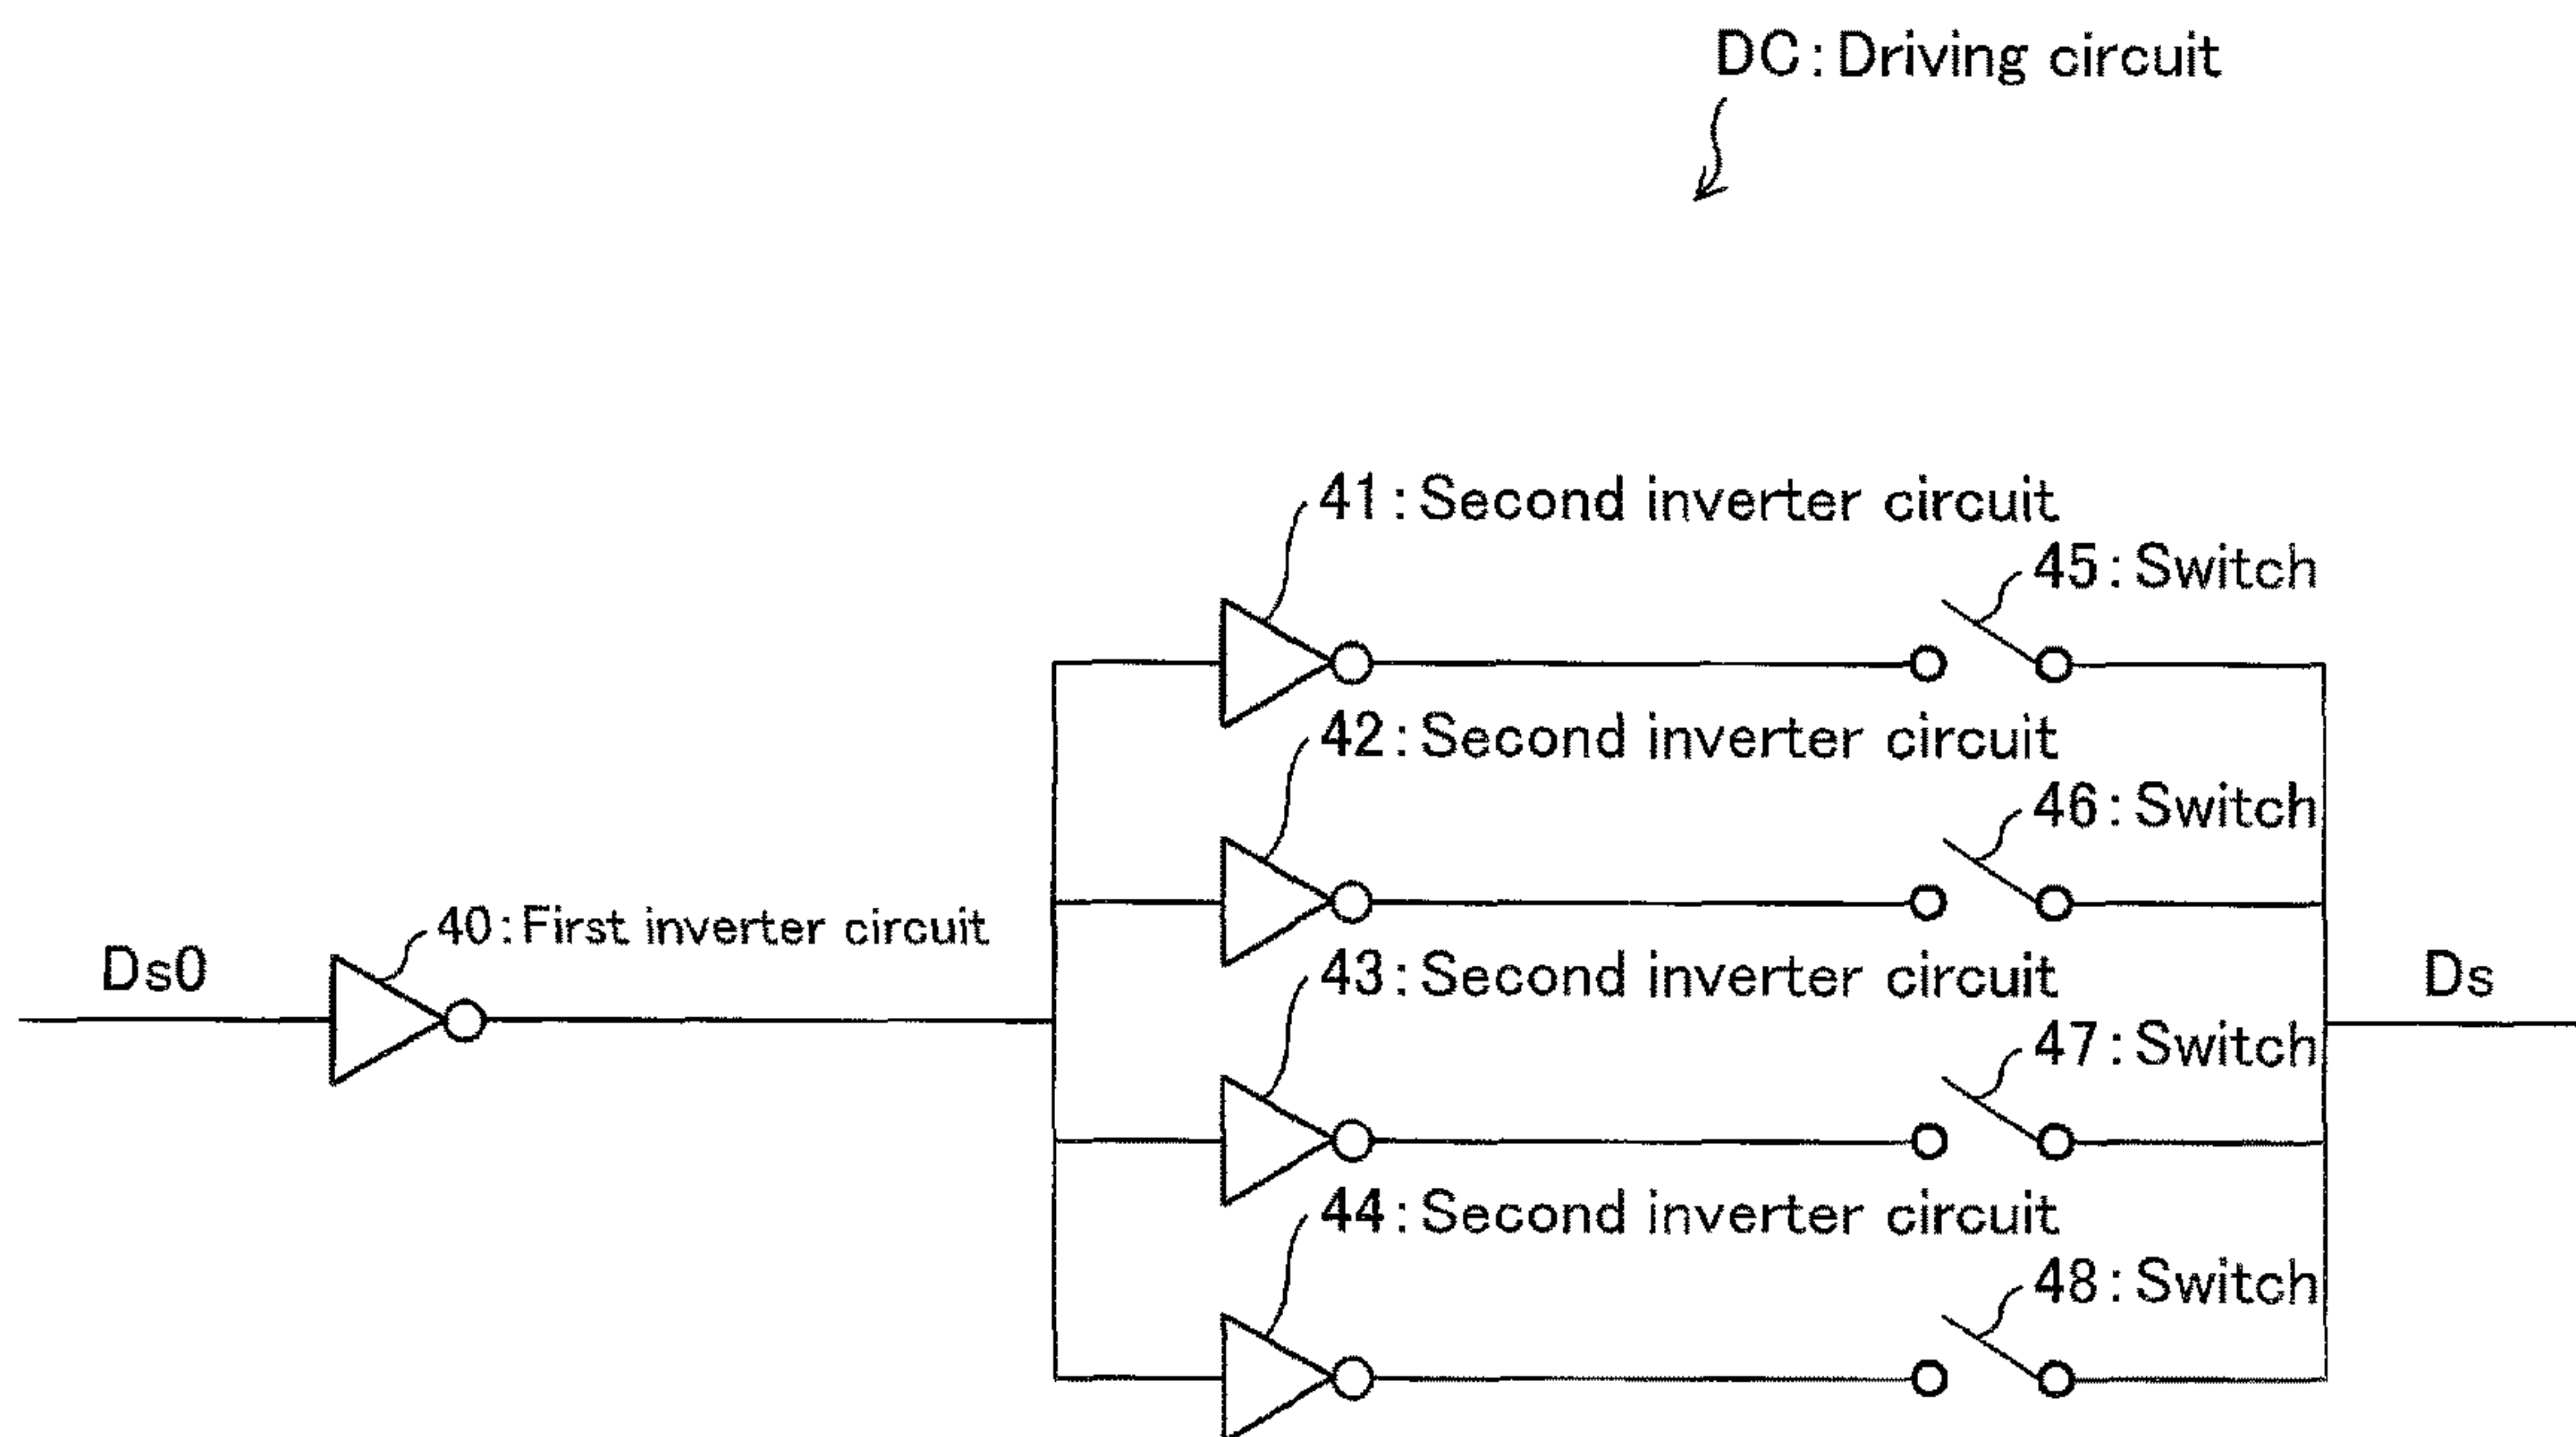 DC:Driving circuit
41:Second inverter circuit
45:Switch
42:Second inverter circuit
46:Switch
40:First inverter circuit
Ds0
43:Second inverter circuit
Ds
47:Switch
44:Second inverter circuit
48:Switch